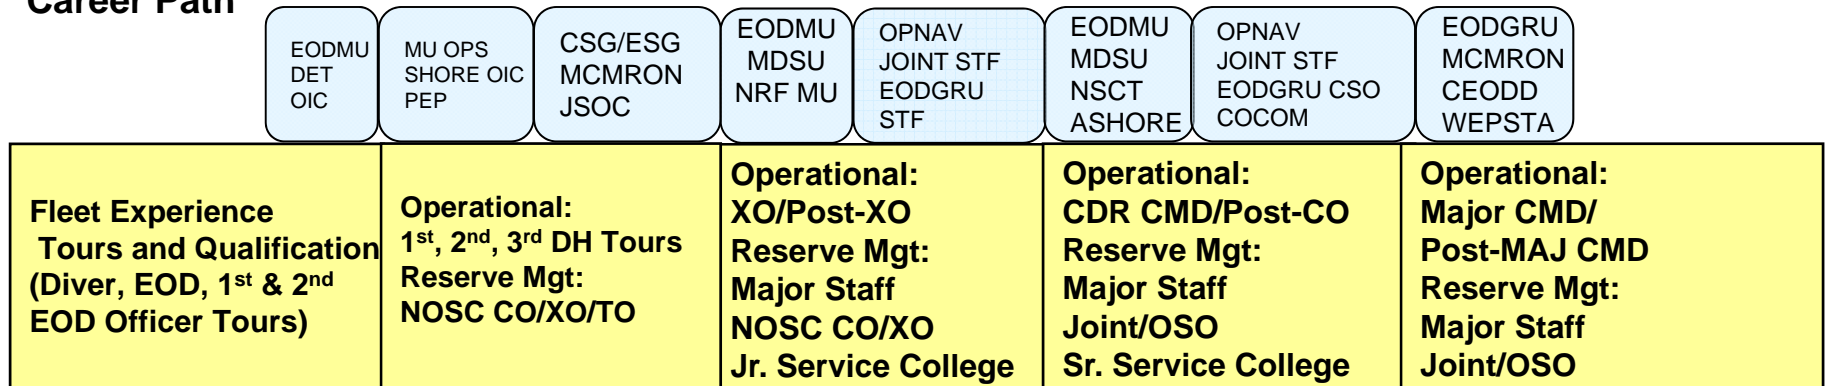 Career Path
EODMU
DET
OIC
MU OPS
SHORE OIC
PEP
CSG/ESG
MCMRON
JSOC
EODMU
MDSU
NRF MU
OPNAV
JOINT STF
EODGRU
STF
EODMU
MDSU
NSCT
ASHORE
OPNAV
JOINT STF
EODGRU CSO
COCOM
EODGRU
MCMRON
CEODD
WEPSTA
Fleet Experience
Tours and Qualification
(Diver, EOD, 1st & 2nd
EOD Officer Tours)
Operational:
1st, 2nd, 3rd DH Tours
Reserve Mgt:
NOSC CO/XO/TO
Operational:
XO/Post-XO
Reserve Mgt:
Major Staff
NOSC CO/XO
Jr. Service College
Operational:
CDR CMD/Post-CO
Reserve Mgt:
Major Staff
Joint/OSO
Sr. Service College
Operational:
Major CMD/
Post-MAJ CMD
Reserve Mgt:
Major Staff
Joint/OSO